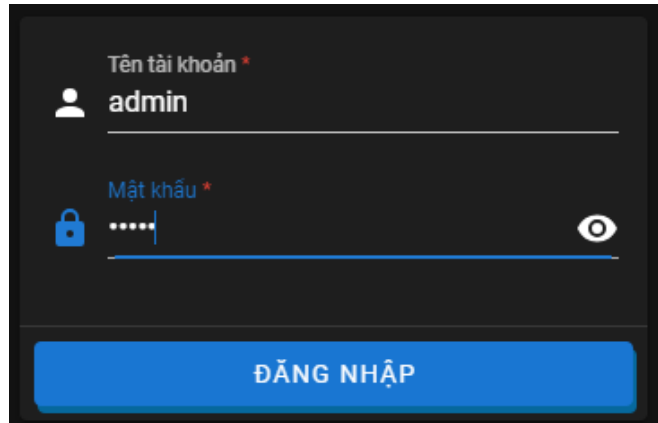 Tên tài khoản *
admin
Mật khẩu *
•••••
ĐĂNG NHẬP